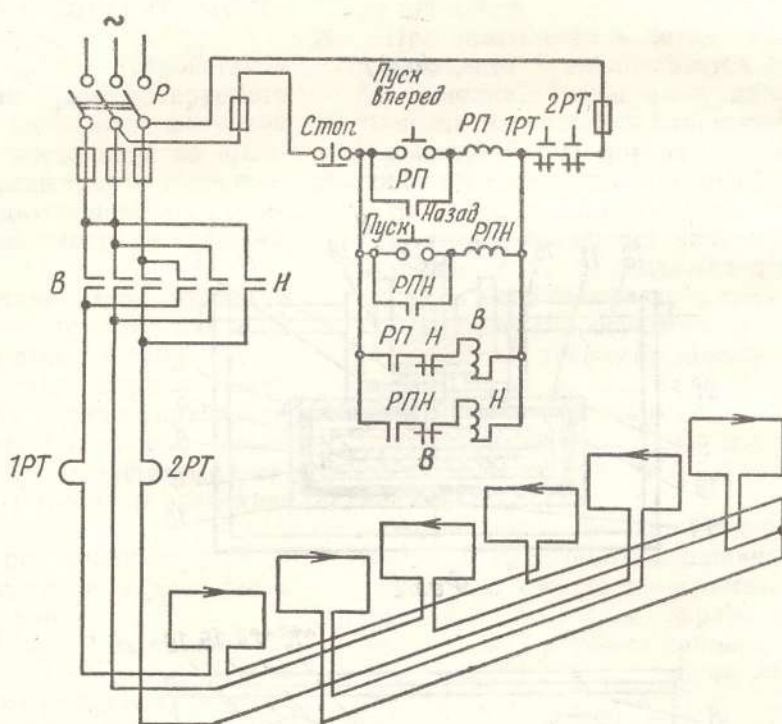 ~
Р
Стоп
Пуск
вперед
РП
1РТ
2РТ
РП
Пуск
Назад
РПН
РПН
В
Н
РП
Н
В
РПН
В
Н
1РТ
2РТ